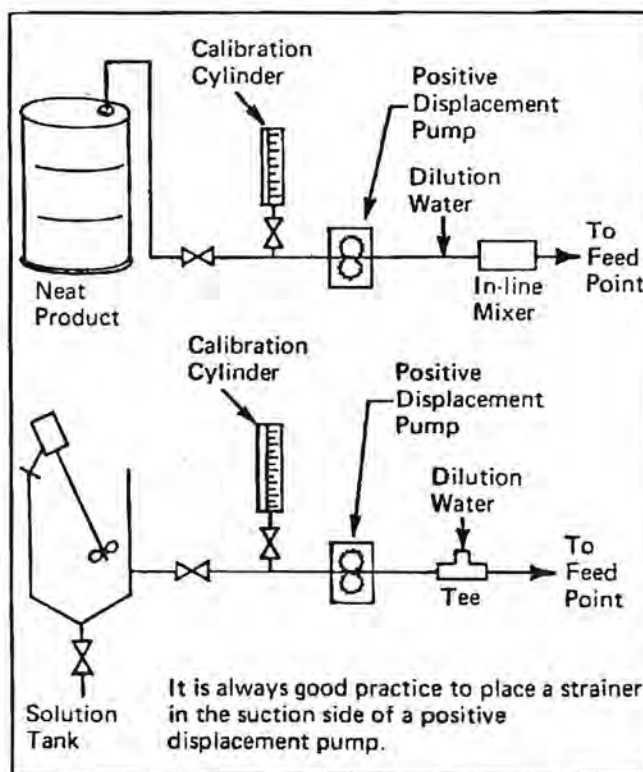 Calibration
Cylinder
Positive
Displacement
Pump
Dilution
Water
To
Feed
Point
In-line
Mixer
Neat
Product
Calibration
Cylinder
Positive
Displacement
Pump
Dilution
Water
To
Feed
Point
Tee
Solution
Tank
It is always good practice to place a strainer
in the suction side of a positive
displacement pump.